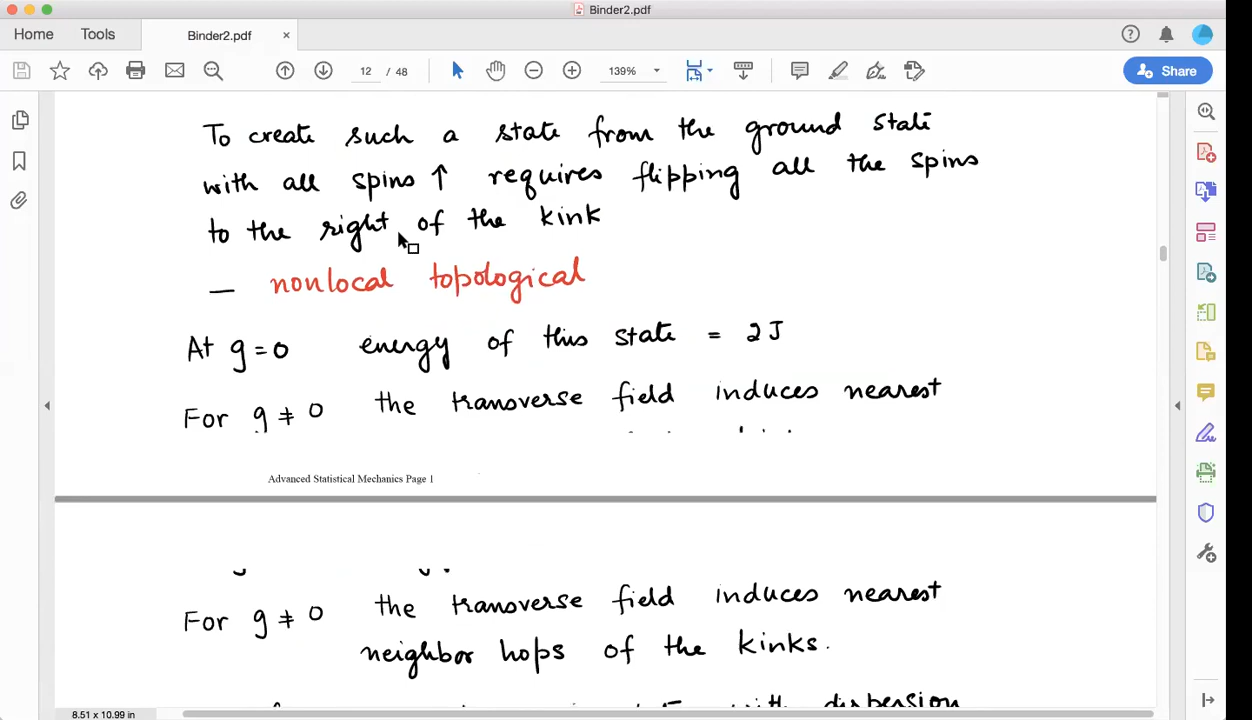 Binder2.pdf
Home Tools Binder2.pdf ×
12 / 48 139% Share
To create such a state from the ground state
with all spins ↑ requires flipping all the spins
to the right of the kink
— nonlocal topological
At g = 0 energy of this state = 2J
For g ≠ 0 the transverse field induces nearest
Advanced Statistical Mechanics Page 1
For g ≠ 0 the transverse field induces nearest
neighbor hops of the kinks.
with dispersion
8.51 x 10.99 in